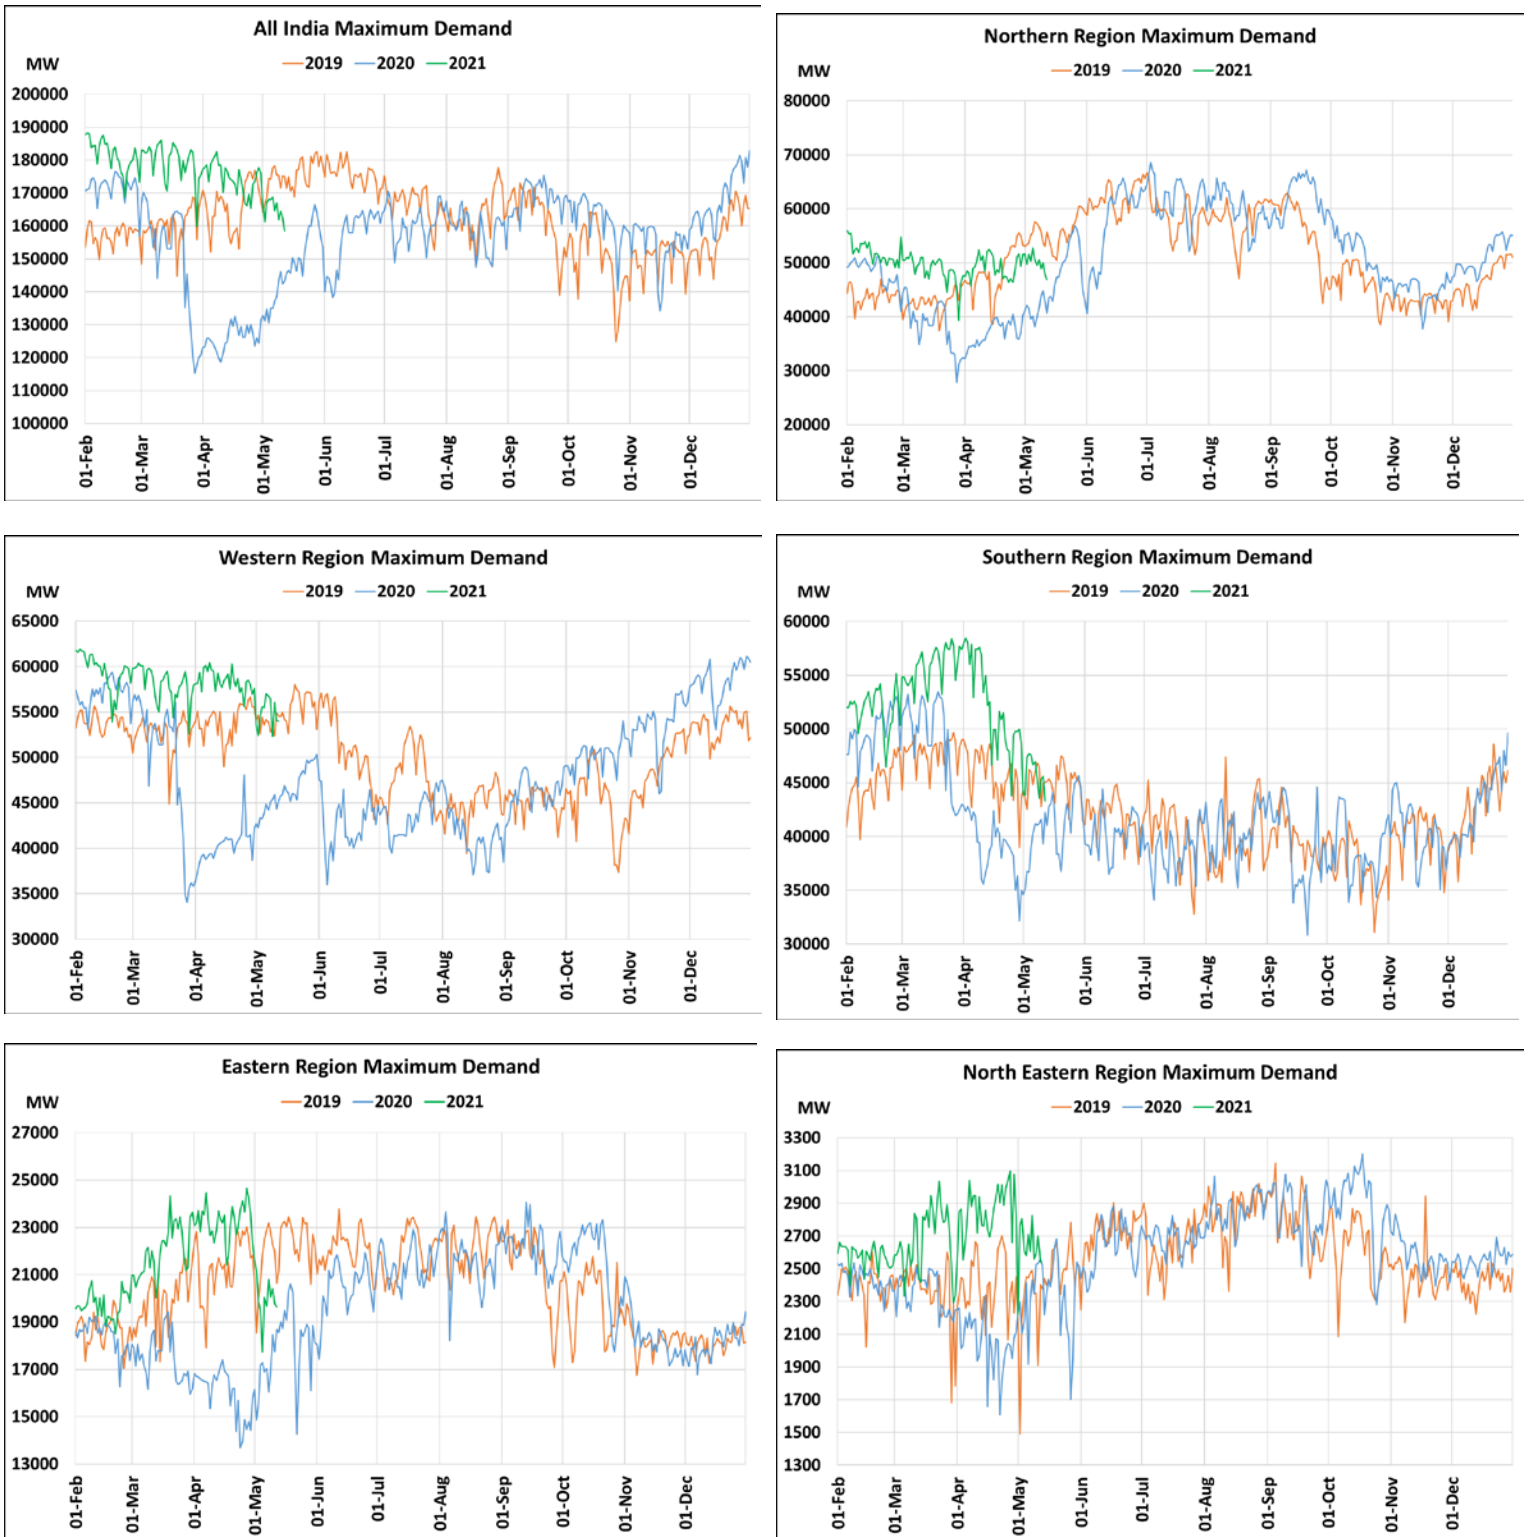 All India Maximum Demand
MW
2019 2020 2021
200000
190000
180000
170000
160000
150000
140000
130000
120000
110000
100000
01-Feb 01-Mar 01-Apr 01-May 01-Jun 01-Jul 01-Aug 01-Sep 01-Oct 01-Nov 01-Dec
Northern Region Maximum Demand
MW
2019 2020 2021
80000
70000
60000
50000
40000
30000
20000
01-Feb 01-Mar 01-Apr 01-May 01-Jun 01-Jul 01-Aug 01-Sep 01-Oct 01-Nov 01-Dec
Western Region Maximum Demand
MW
2019 2020 2021
65000
60000
55000
50000
45000
40000
35000
30000
01-Feb 01-Mar 01-Apr 01-May 01-Jun 01-Jul 01-Aug 01-Sep 01-Oct 01-Nov 01-Dec
Southern Region Maximum Demand
MW
2019 2020 2021
60000
55000
50000
45000
40000
35000
30000
01-Feb 01-Mar 01-Apr 01-May 01-Jun 01-Jul 01-Aug 01-Sep 01-Oct 01-Nov 01-Dec
Eastern Region Maximum Demand
MW
2019 2020 2021
27000
25000
23000
21000
19000
17000
15000
13000
01-Feb 01-Mar 01-Apr 01-May 01-Jun 01-Jul 01-Aug 01-Sep 01-Oct 01-Nov 01-Dec
North Eastern Region Maximum Demand
MW
2019 2020 2021
3300
3100
2900
2700
2500
2300
2100
1900
1700
1500
1300
01-Feb 01-Mar 01-Apr 01-May 01-Jun 01-Jul 01-Aug 01-Sep 01-Oct 01-Nov 01-Dec